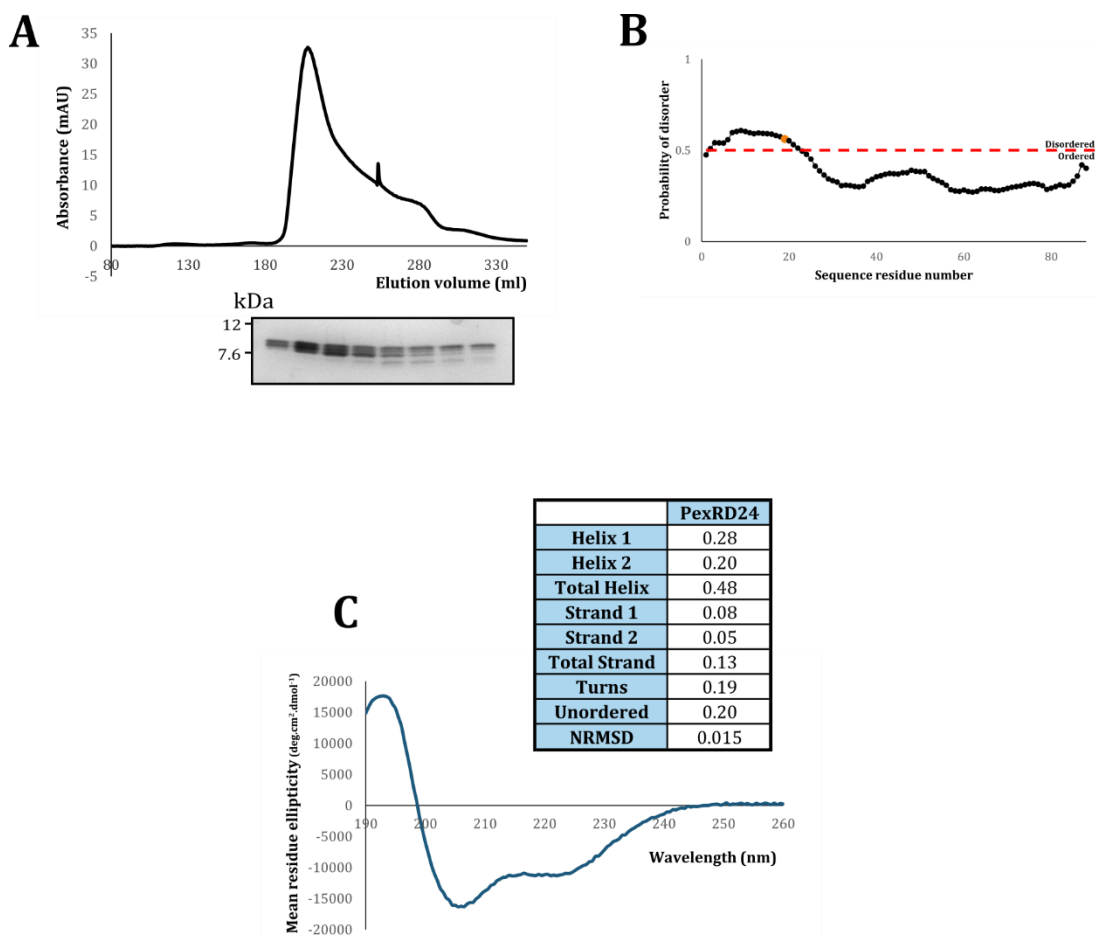 A
35
30
25
20
15
10
5
0
-5
Absorbance (mAU)
80 130 180 230 280 330
Elution volume (ml)
kDa
12
7.6
B
1
0.5
0
Probability of disorder
Disordered
Ordered
0 20 40 60 80
Sequence residue number
PexRD24
Helix 1 0.28
Helix 2 0.20
Total Helix 0.48
Strand 1 0.08
Strand 2 0.05
Total Strand 0.13
Turns 0.19
Unordered 0.20
NRMSD 0.015
C
20000
15000
10000
5000
0
-5000
-10000
-15000
-20000
Mean residue ellipticity (deg.cm².dmol⁻¹)
190 200 210 220 230 240 250 260
Wavelength (nm)